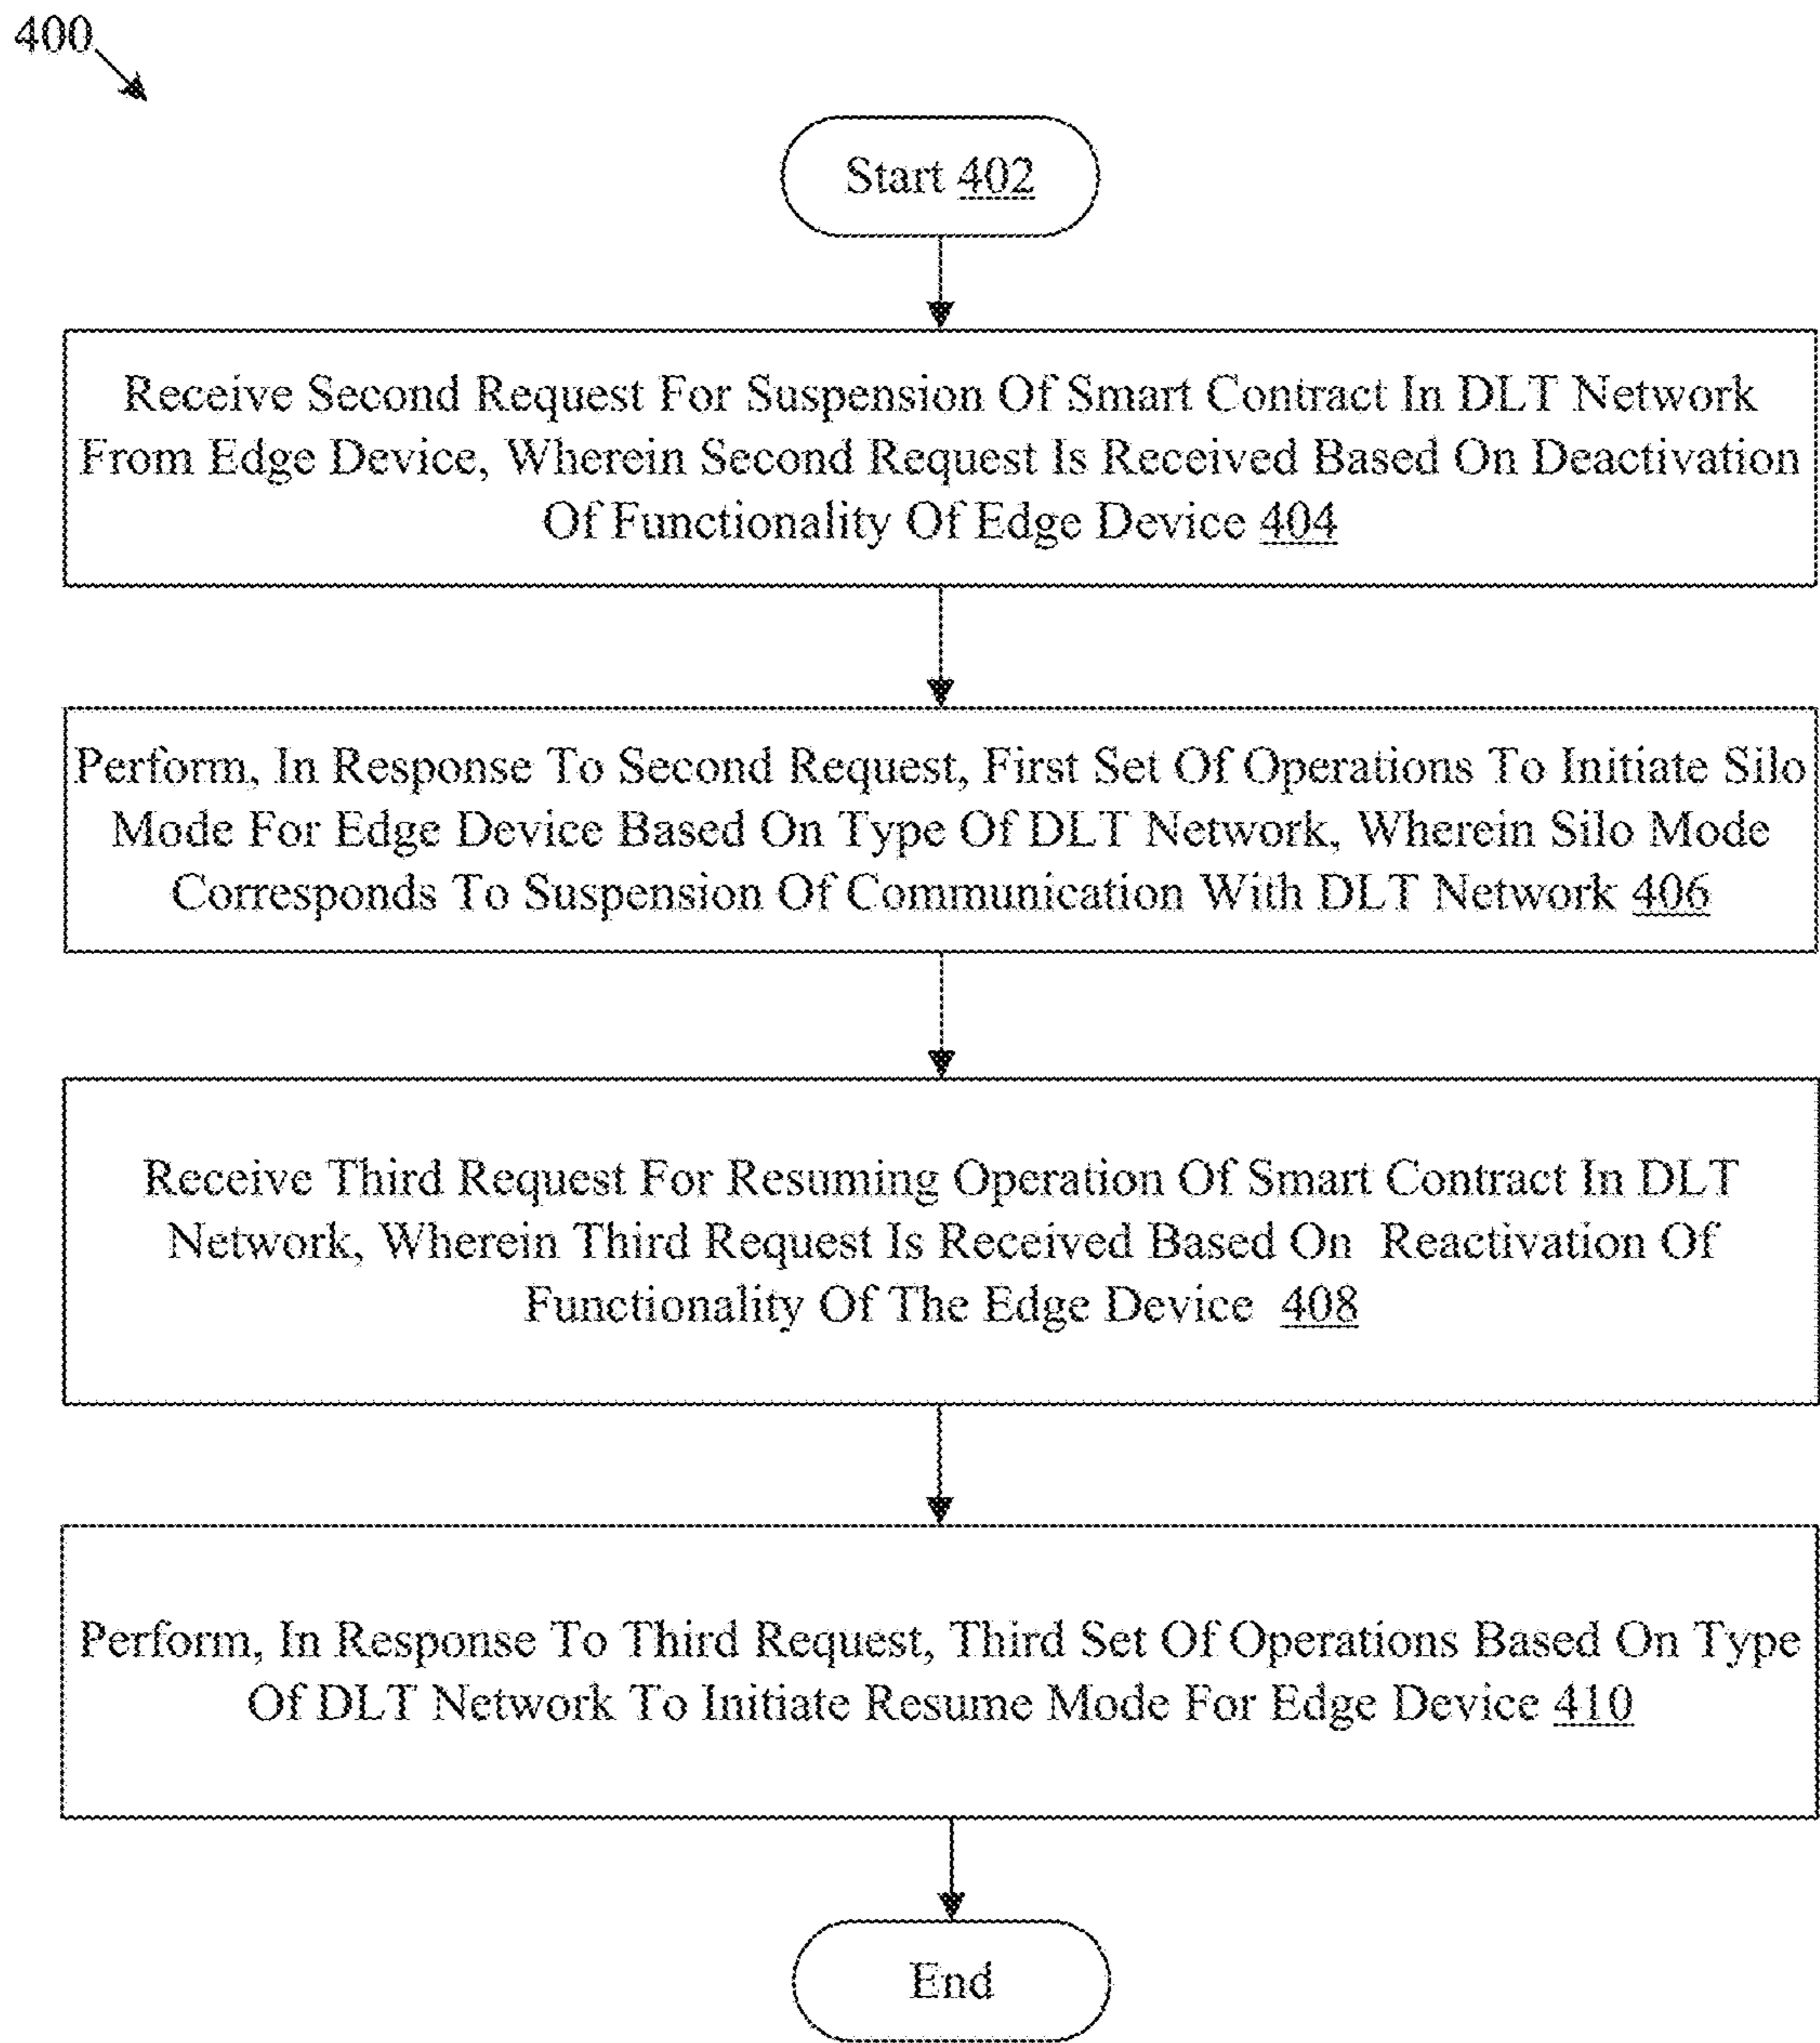 400
Start 402
Receive Second Request For Suspension Of Smart Contract In DLT Network
From Edge Device, Wherein Second Request Is Received Based On Deactivation
Of Functionality Of Edge Device 404
Perform, In Response To Second Request, First Set Of Operations To Initiate Silo
Mode For Edge Device Based On Type Of DLT Network, Wherein Silo Mode
Corresponds To Suspension Of Communication With DLT Network 406
Receive Third Request For Resuming Operation Of Smart Contract In DLT
Network, Wherein Third Request Is Received Based On Reactivation Of
Functionality Of The Edge Device 408
Perform, In Response To Third Request, Third Set Of Operations Based On Type
Of DLT Network To Initiate Resume Mode For Edge Device 410
End